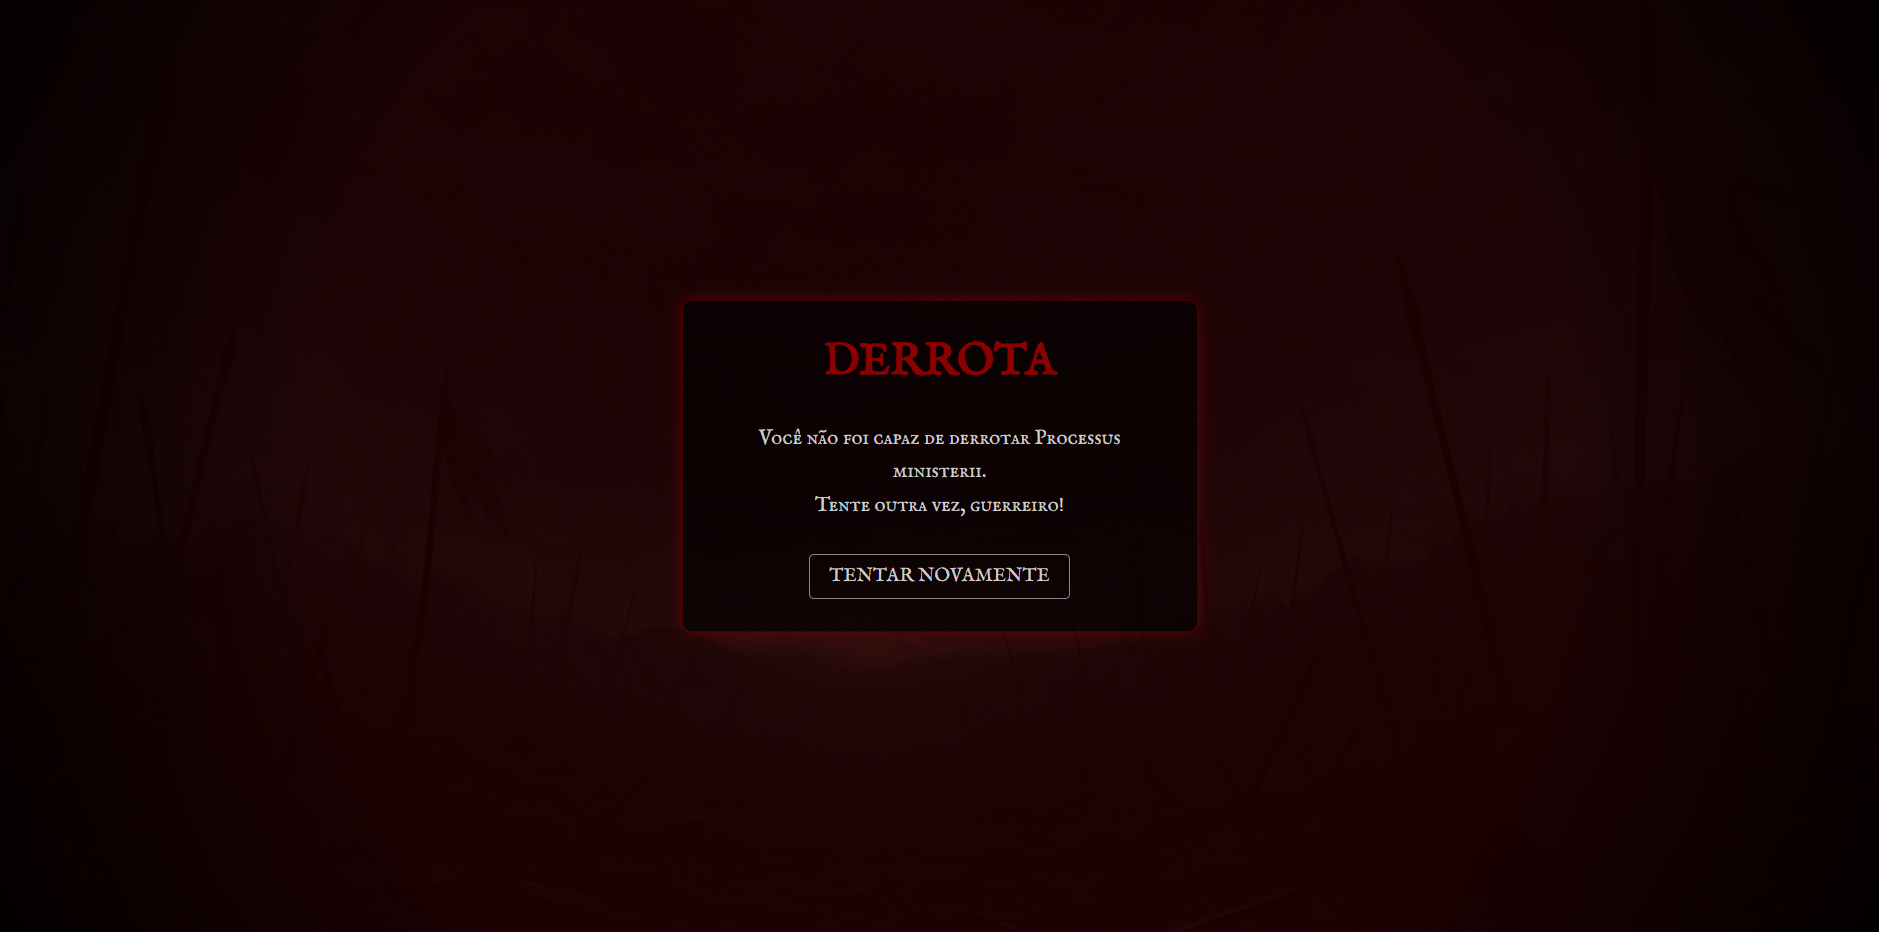 DERROTA
Você não foi capaz de derrotar Processus
ministerii.
Tente outra vez, guerreiro!
TENTAR NOVAMENTE